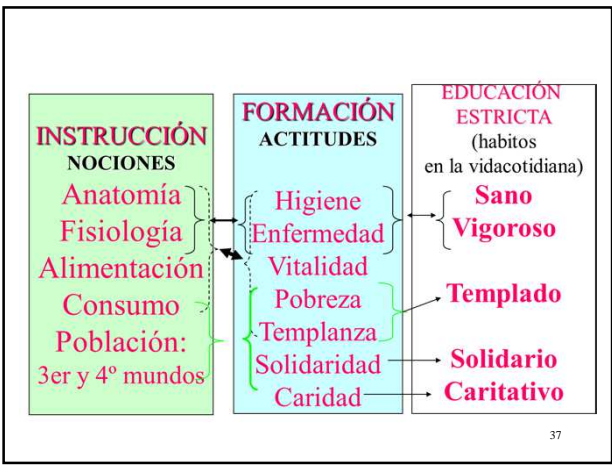 INSTRUCCIÓN
NOCIONES
Anatomía
Fisiología
Alimentación
Consumo
Población:
3er y 4º mundos
FORMACIÓN
ACTITUDES
Higiene
Enfermedad
Vitalidad
Pobreza
Templanza
Solidaridad
Caridad
EDUCACIÓN
ESTRICTA
(habitos
en la vidacotidiana)
Sano
Vigoroso
Templado
Solidario
Caritativo
37